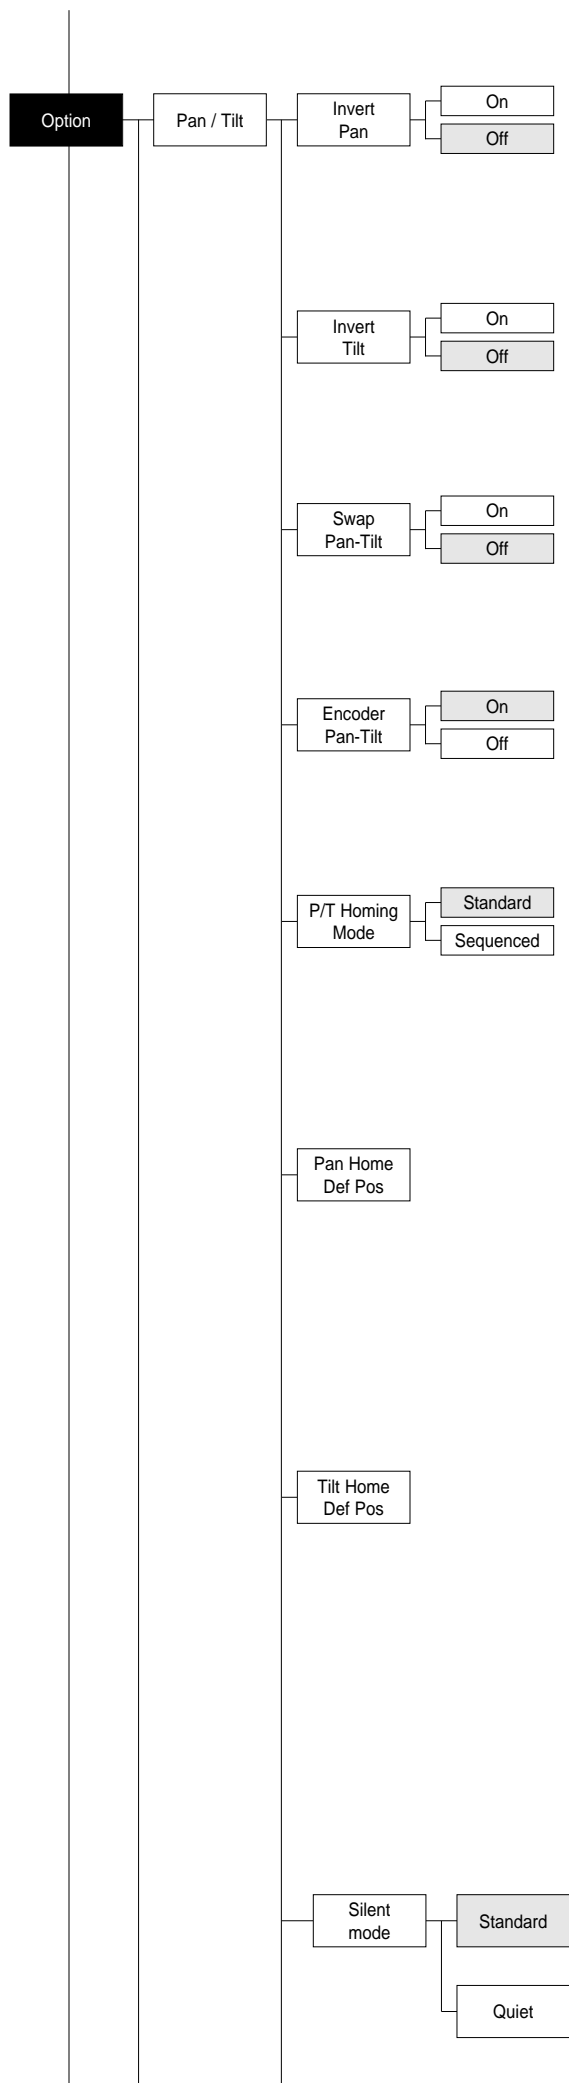 Option
Pan / Tilt
Invert
Pan
On
Off
Invert
Tilt
On
Off
Swap
Pan-Tilt
On
Off
Encoder
Pan-Tilt
On
Off
P/T Homing
Mode
Standard
Sequenced
Pan Home
Def Pos
Tilt Home
Def Pos
Silent
mode
Standard
Quiet